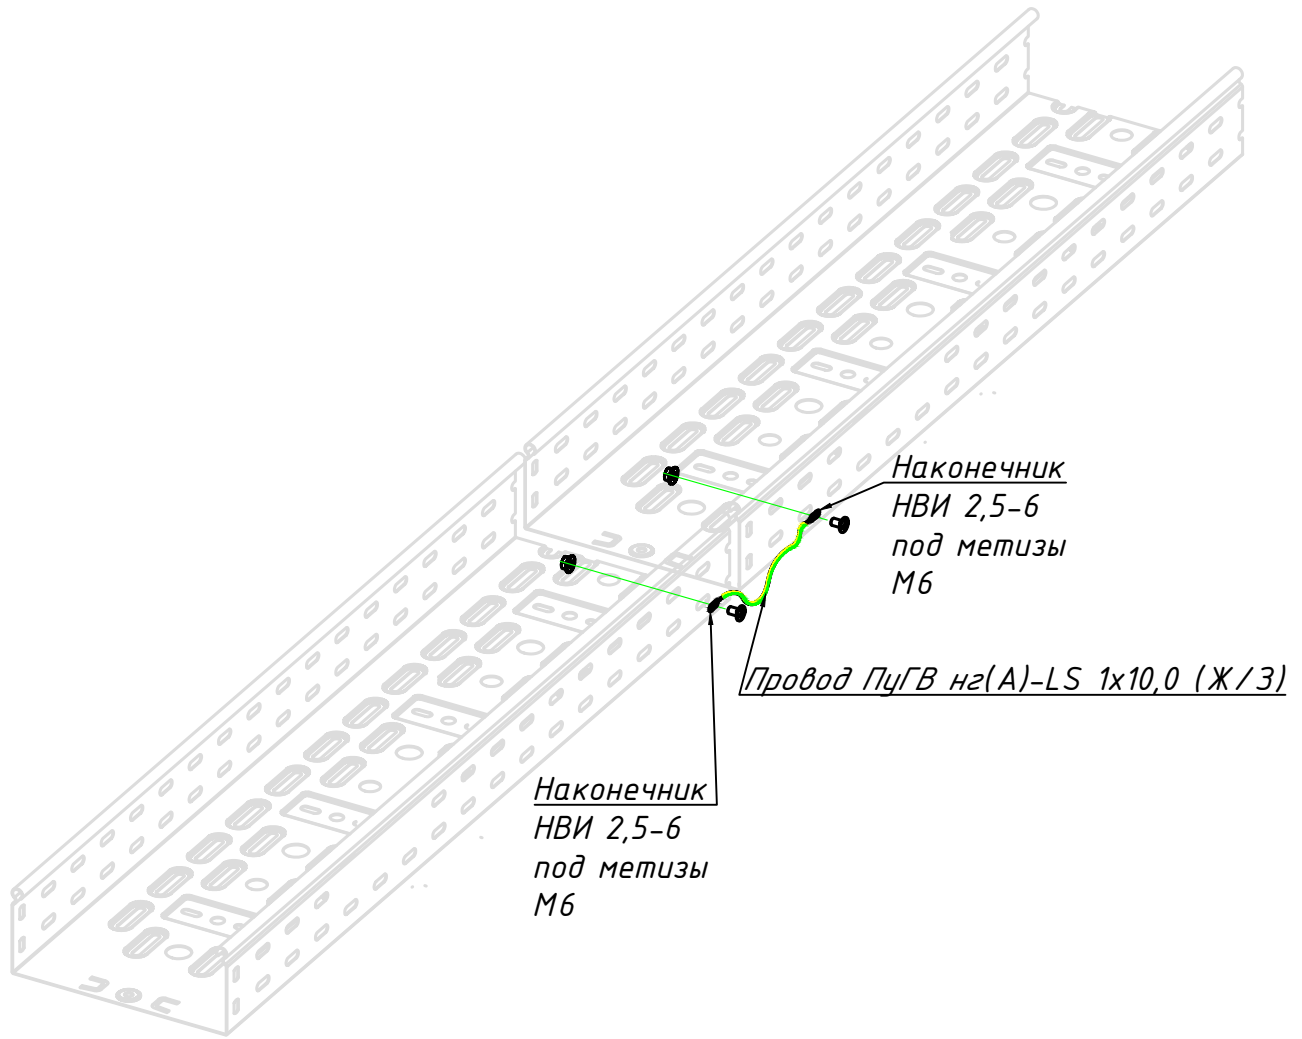 Наконечник
НВИ 2,5-6
под метизы
М6
Провод ПуГВ нг(А)-LS 1х10,0 (Ж/З)
Наконечник
НВИ 2,5-6
под метизы
М6